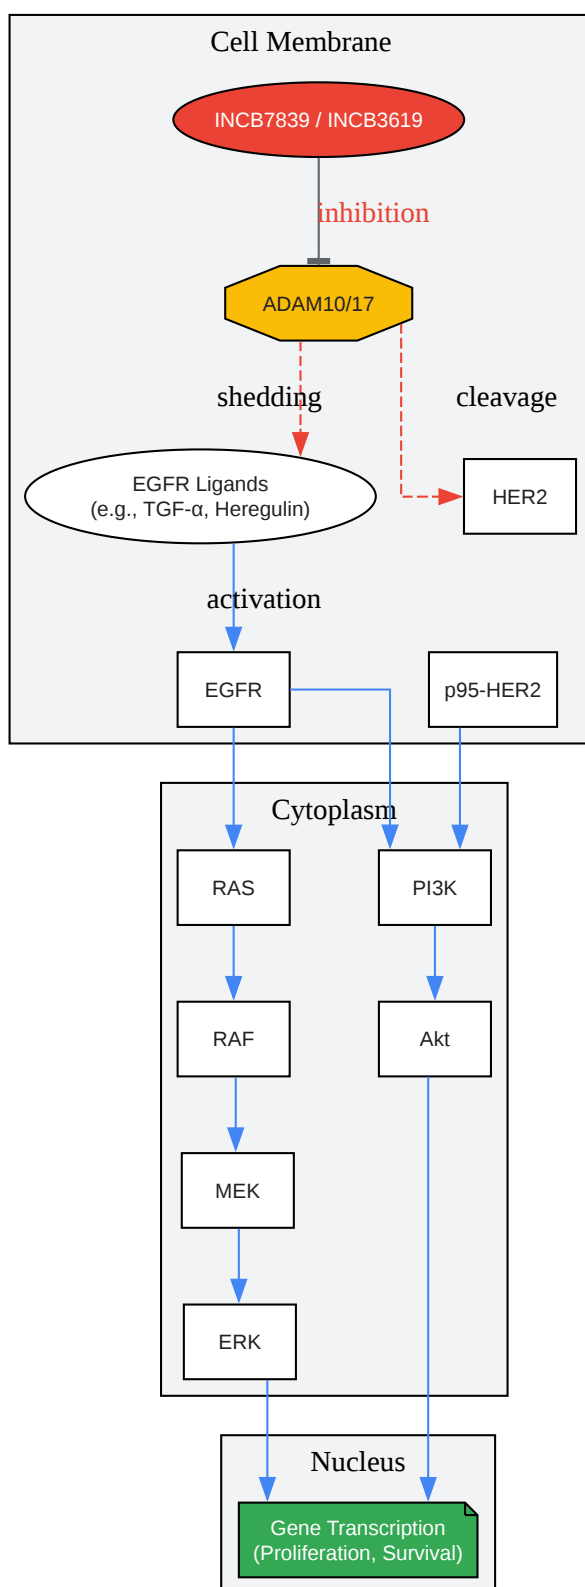 Cell Membrane
INCB7839 / INCB3619
inhibition
ADAM10/17
shedding
cleavage
EGFR Ligands
(e.g., TGF-α, Heregulin)
HER2
activation
EGFR
p95-HER2
Cytoplasm
RAS
PI3K
RAF
Akt
MEK
ERK
Nucleus
Gene Transcription
(Proliferation, Survival)